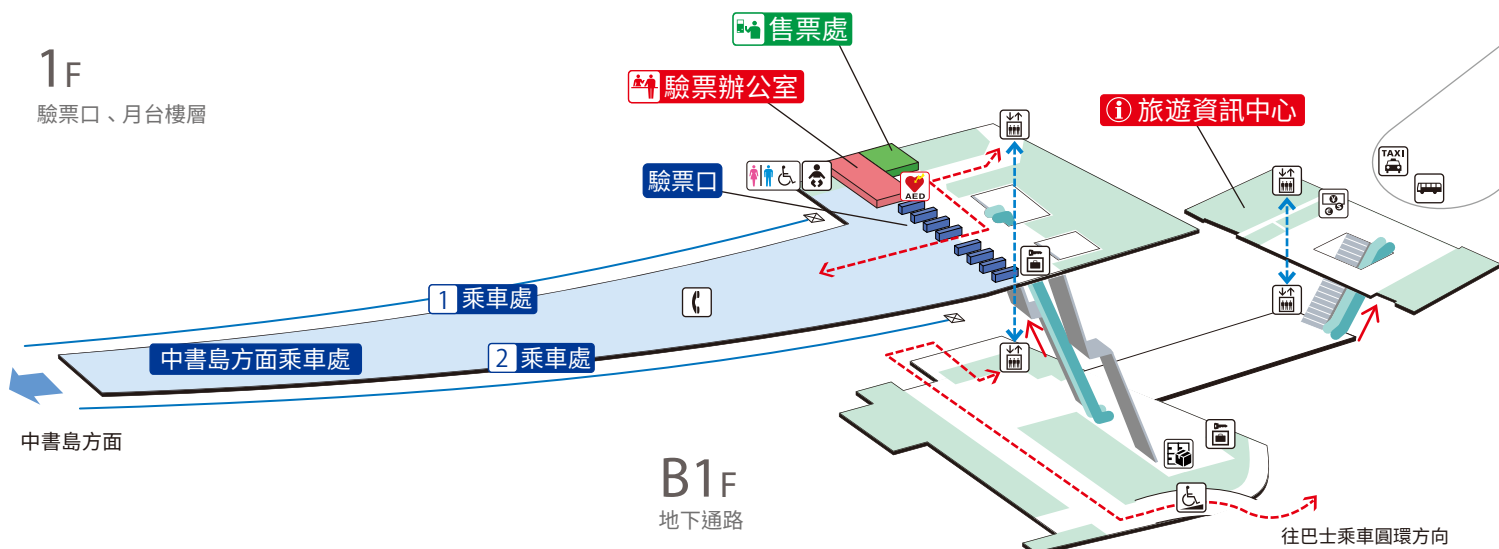 1F
驗票口、月台樓層
售票處
驗票辦公室
旅遊資訊中心
TAXI
驗票口
AED
1 乘車處
中書島方面乘車處
2 乘車處
中書島方面
B1F
地下通路
往巴士乘車圓環方向